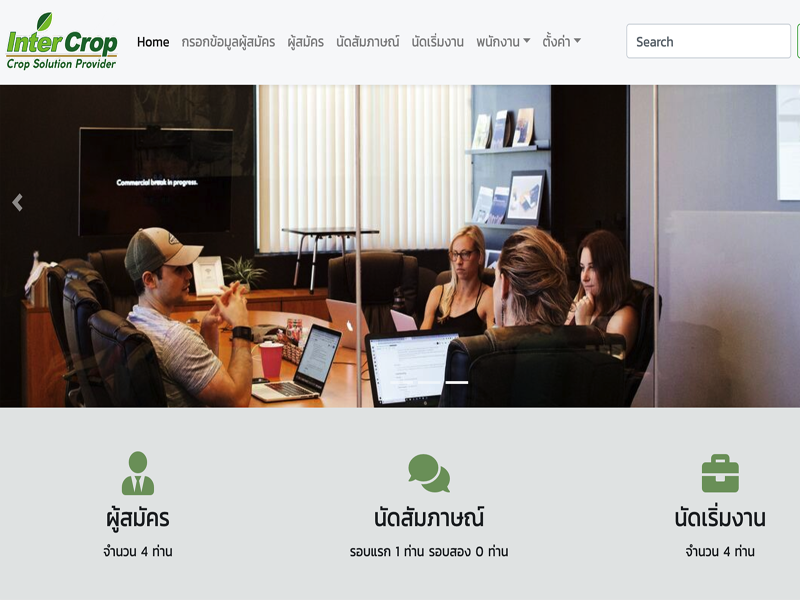 Inter Crop
Crop Solution Provider
Home กรอกข้อมูลผู้สมัคร ผู้สมัคร นัดสัมภาษณ์ นัดเริ่มงาน พนักงาน ตั้งค่า Search
Commercial break in progress.
ผู้สมัคร
จำนวน 4 ท่าน
นัดสัมภาษณ์
รอบแรก 1 ท่าน รอบสอง 0 ท่าน
นัดเริ่มงาน
จำนวน 4 ท่าน